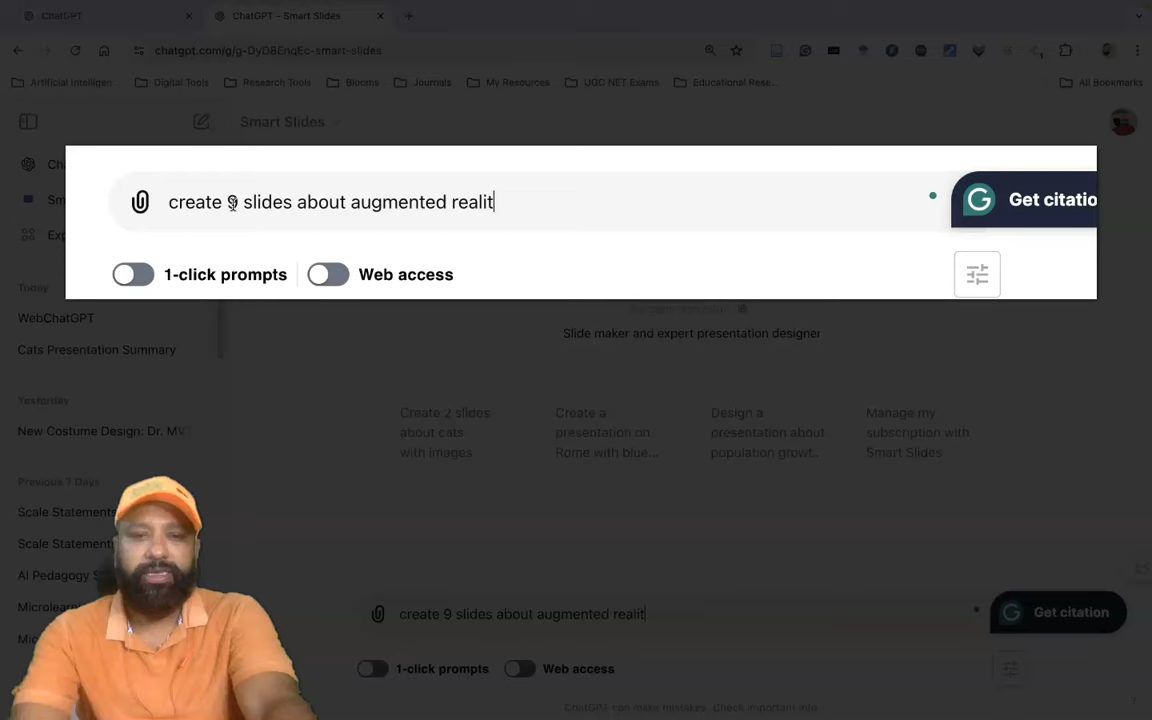 ChatGPT
ChatGPT - Smart Slides
chatgpt.com/g/g-DyD8EnqEc-smart-slides
Artificial Intelligen
Digital Tools
Research Tools
Blooms
Journals
My Resources
UGC NET Exams
Educational Rese...
All Bookmarks
Smart Slides
create 9 slides about augmented realit
Get citatio
1-click prompts
Web access
Today
WebChatGPT
Cats Presentation Summary
Slide maker and expert presentation designer
Yesterday
New Costume Design: Dr. MV
Create 2 slides
about cats
with images
Create a
presentation on
Rome with blue...
Design a
presentation about
population growt..
Manage my
subscription with
Smart Slides
Previous 7 Days
Scale Statements
Scale Statement
AI Pedagogy S
Microlear
create 9 slides about augmented realit
Get citation
1-click prompts
Web access
ChatGPT can make mistakes. Check important info.